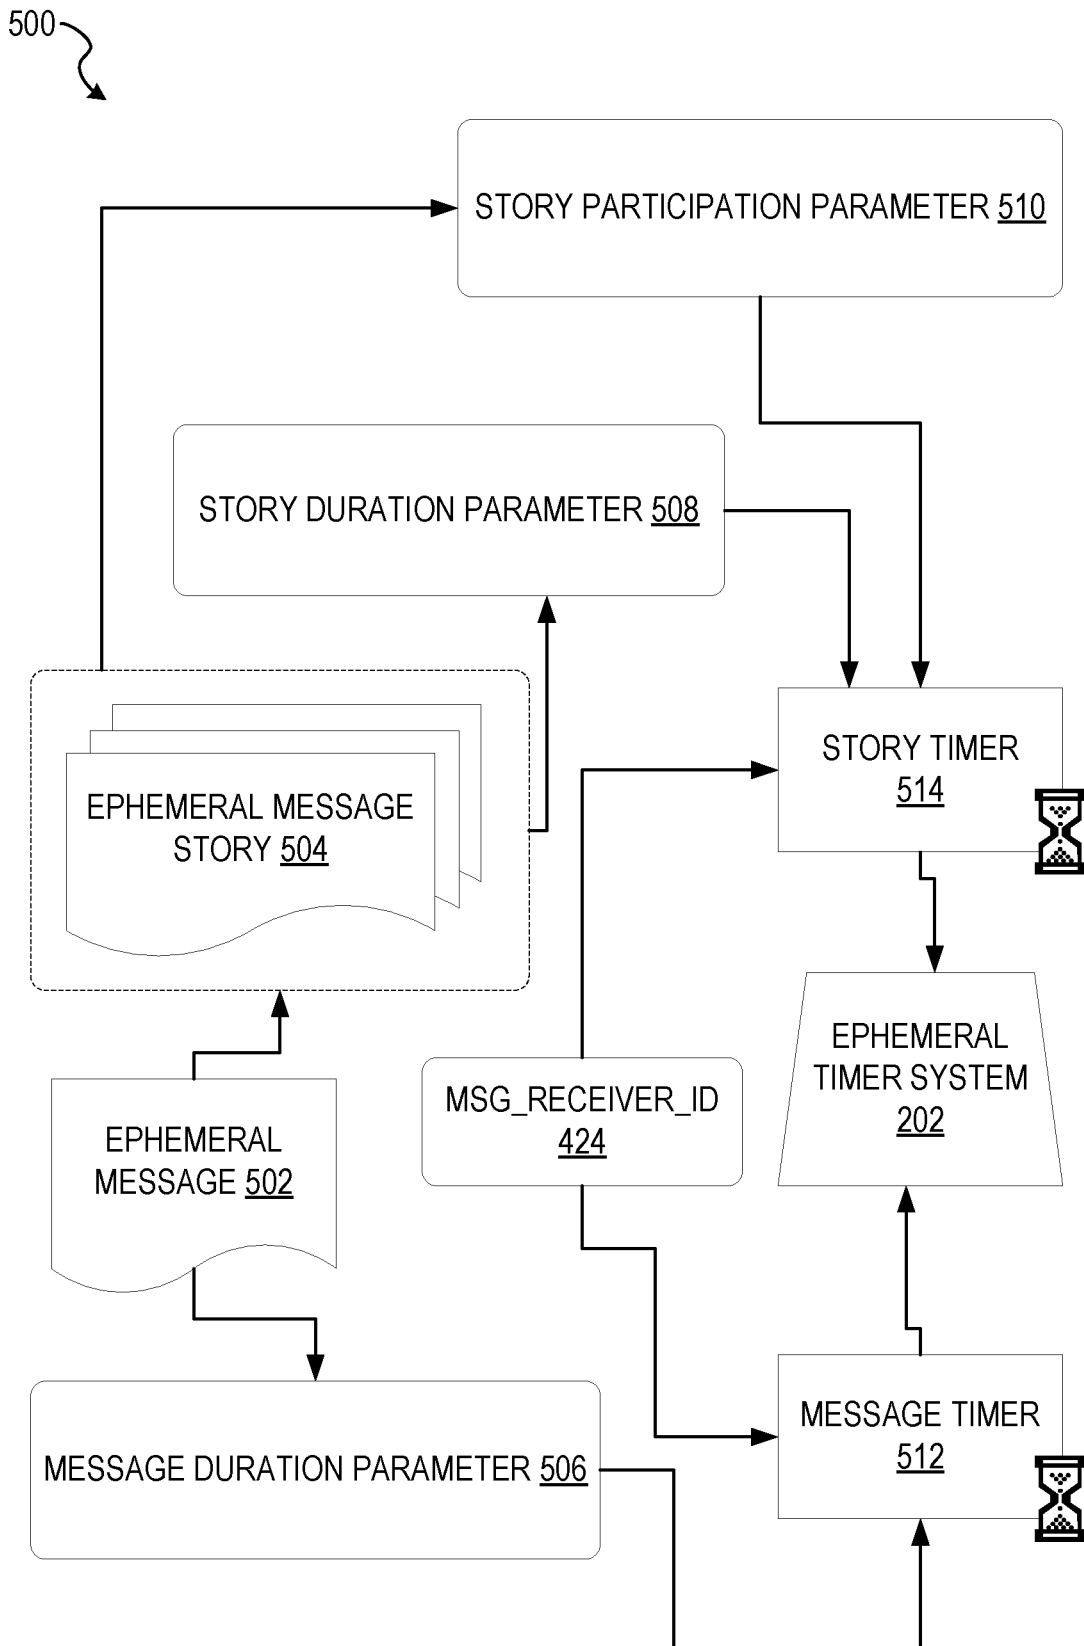 500
STORY PARTICIPATION PARAMETER 510
STORY DURATION PARAMETER 508
STORY TIMER
514
EPHEMERAL MESSAGE
STORY 504
EPHEMERAL
TIMER SYSTEM
202
MSG_RECEIVER_ID
424
EPHEMERAL
MESSAGE 502
MESSAGE TIMER
512
MESSAGE DURATION PARAMETER 506